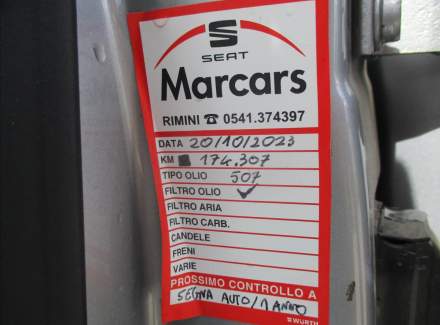 SEAT
Marcars
RIMINI ☎ 0541.374397
DATA 20/10/2023
KM 174.307
TIPO OLIO 507
FILTRO OLIO ✓
FILTRO ARIA
FILTRO CARB.
CANDELE
FRENI
VARIE
PROSSIMO CONTROLLO A
SEGNA AUTO/1 ANNO
WÜRTH